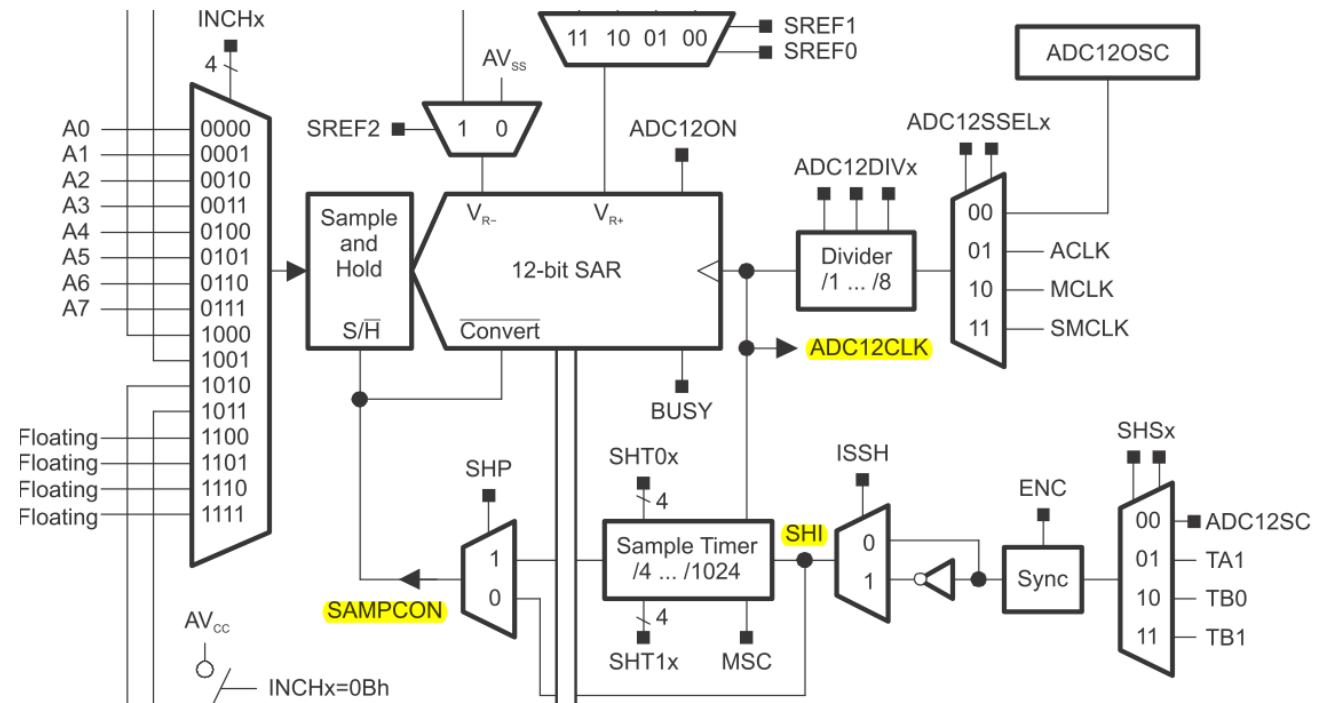 INCHx
4
A0
A1
A2
A3
A4
A5
A6
A7
Floating
Floating
Floating
Floating
0000
0001
0010
0011
0100
0101
0110
0111
1000
1001
1010
1011
1100
1101
1110
1111
AVss
SREF2
1 0
11 10 01 00
SREF1
SREF0
ADC12ON
Sample
and
Hold
S/H
VR−
VR+
12-bit SAR
Convert
BUSY
ADC12OSC
ADC12SSELx
ADC12DIVx
Divider
/1 ... /8
00
01
10
11
ACLK
MCLK
SMCLK
ADC12CLK
SHP
1
0
SAMPCON
SHT0x
4
Sample Timer
/4 ... /1024
4
SHT1x
MSC
SHI
ISSH
0
1
ENC
Sync
SHSx
00
01
10
11
ADC12SC
TA1
TB0
TB1
AVCC
INCHx=0Bh